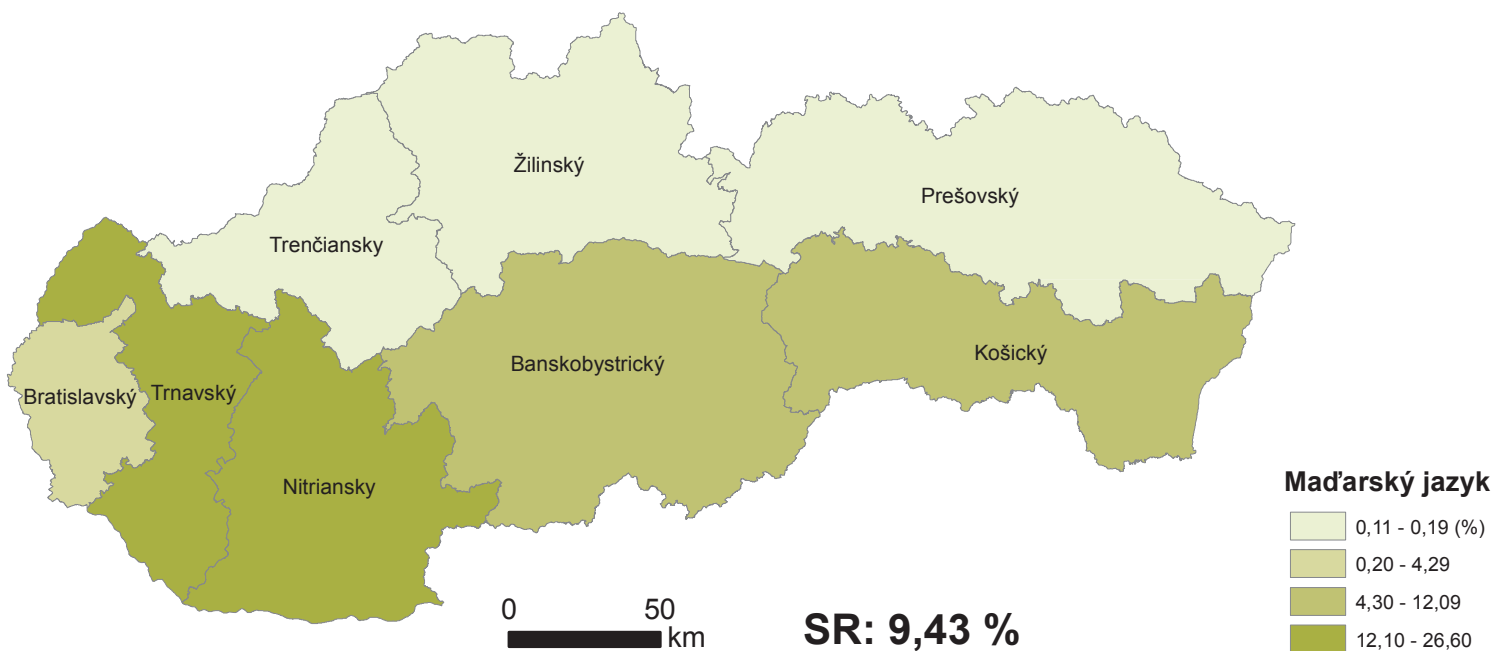 Žilinský
Prešovský
Trenčiansky
Košický
Banskobystrický
Bratislavský
Trnavský
Nitriansky
Maďarský jazyk
0,11 - 0,19 (%)
0,20 - 4,29
4,30 - 12,09
12,10 - 26,60
0 50
km
SR: 9,43 %